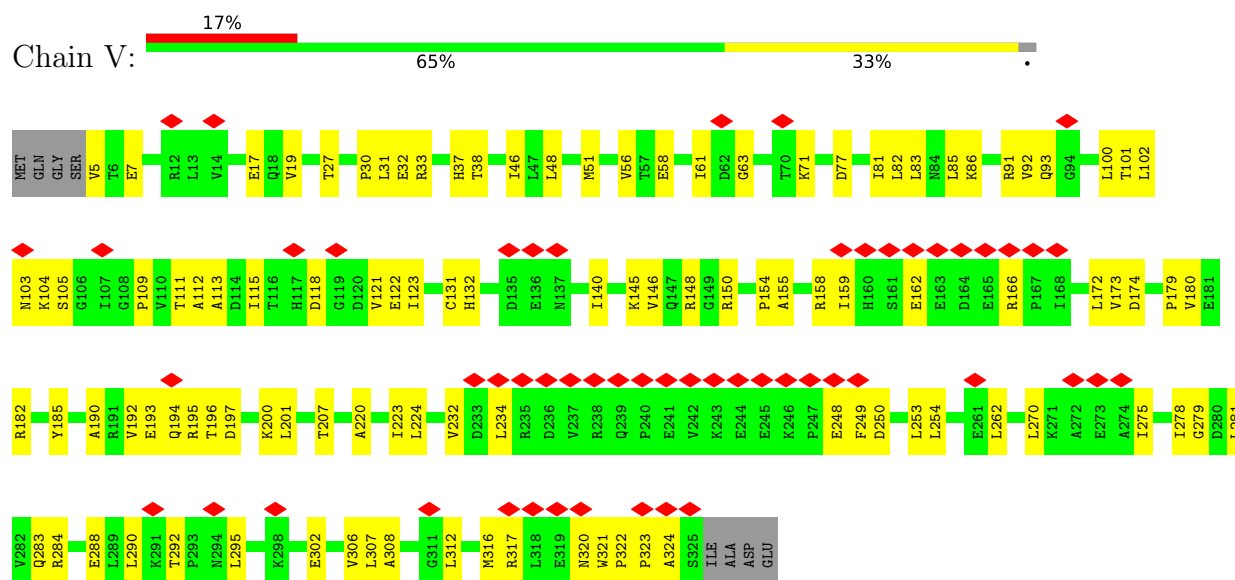 17%
Chain V:
65% 33% •
MET GLN GLY SER V5 T6 E7 R12 L13 V14 E17 Q18 V19 T27 P30 L31 E32 R33 H37 T38 I46 L47 L48 M51 V56 T57 E58 I61 D62 G63 T70 K71 D77 I81 L82 L83 N84 L85 K86 R91 V92 Q93 G94 L100 T101 L102
N103 K104 S105 G106 I107 G108 P109 V110 T111 A112 A113 D114 I115 T116 H117 D118 G119 D120 V121 E122 I123 C131 H132 D135 E136 N137 I140 K145 V146 Q147 R148 G149 R150 P154 A155 R158 I159 H160 S161 E162 E163 D164 E165 R166 P167 I168 L172 V173 D174 P179 V180 E181
R182 Y185 A190 R191 V192 E193 Q194 R195 T196 D197 K200 L201 T207 A220 I223 L224 V232 D233 L234 R235 D236 V237 R238 Q239 P240 E241 V242 K243 E244 E245 K246 P247 E248 F249 D250 L253 L254 E261 L262 L270 K271 A272 E273 A274 I275 I278 G279 D280 L281
V282 Q283 R284 E288 L289 L290 K291 T292 P293 N294 L295 K298 E302 V306 L307 A308 G311 L312 M316 R317 L318 E319 N320 W321 P322 P323 A324 S325 ILE ALA ASP GLU